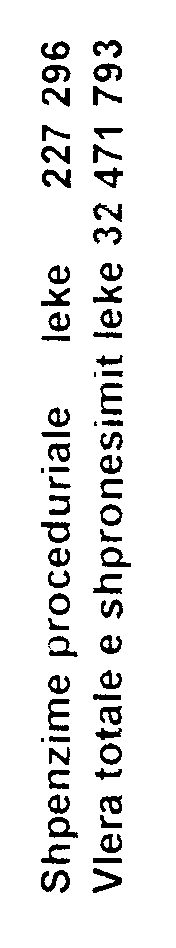 Shpenzime proceduriale leke 227 296
Vlera totale e shpronesimit leke 32 471 793